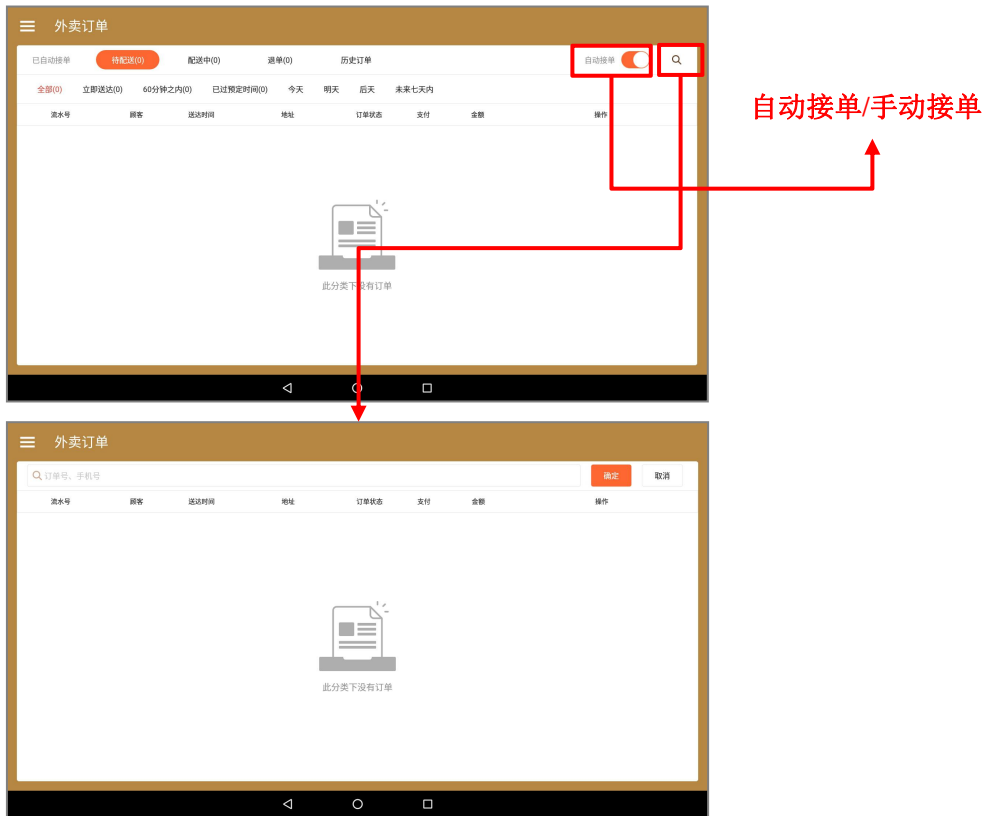 外卖订单
已自动接单 待配送(0) 配送中(0) 退单(0) 历史订单 自动接单
全部(0) 立即送达(0) 60分钟之内(0) 已过预定时间(0) 今天 明天 后天 未来七天内
流水号 顾客 送达时间 地址 订单状态 支付 金额 操作
此分类下没有订单
自动接单/手动接单
外卖订单
订单号、手机号 确定 取消
流水号 顾客 送达时间 地址 订单状态 支付 金额 操作
此分类下没有订单